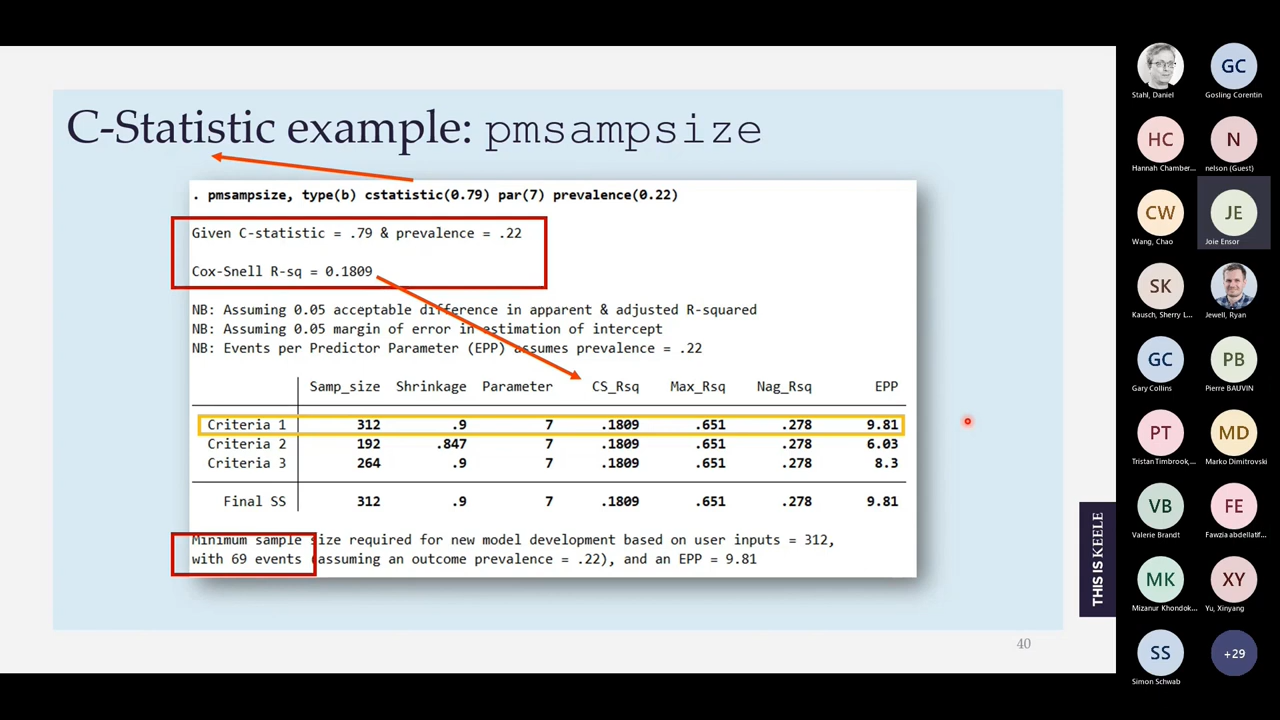 C-Statistic example: pmsampsize
. pmsampsize, type(b) cstatistic(0.79) par(7) prevalence(0.22)
Given C-statistic = .79 & prevalence = .22
Cox-Snell R-sq = 0.1809
NB: Assuming 0.05 acceptable difference in apparent & adjusted R-squared
NB: Assuming 0.05 margin of error in estimation of intercept
NB: Events per Predictor Parameter (EPP) assumes prevalence = .22
Samp_size Shrinkage Parameter CS_Rsq Max_Rsq Nag_Rsq EPP
Criteria 1 312 .9 7 .1809 .651 .278 9.81
Criteria 2 192 .847 7 .1809 .651 .278 6.03
Criteria 3 264 .9 7 .1809 .651 .278 8.3
Final SS 312 .9 7 .1809 .651 .278 9.81
Minimum sample size required for new model development based on user inputs = 312,
with 69 events (assuming an outcome prevalence = .22), and an EPP = 9.81
40
THIS IS KEELE
Stahl, Daniel
GC
Gosling Corentin
HC
Hannah Chamber...
N
nelson (Guest)
CW
Wang, Chao
JE
Joie Ensor
SK
Kausch, Sherry L...
Jewell, Ryan
GC
Gary Collins
PB
Pierre BAUVIN
PT
Tristan Timbrook,...
MD
Marko Dimitrovski
VB
Valerie Brandt
FE
Fawzia abdellatif...
MK
Mizanur Khondok...
XY
Yu, Xinyang
SS
Simon Schwab
+29